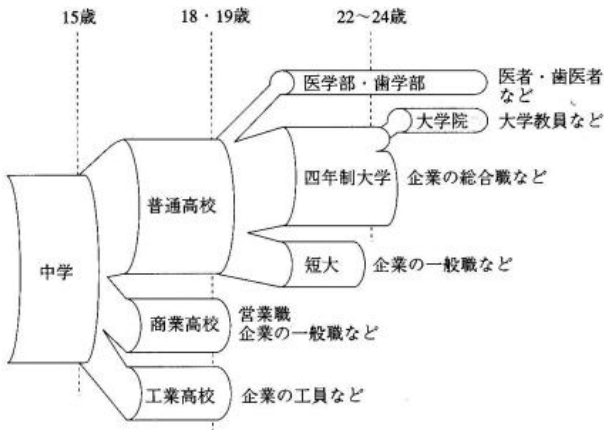 15歳
18・19歳
22〜24歳
医学部・歯学部
医者・歯医者
など
大学院
大学教員など
四年制大学
企業の総合職など
普通高校
中学
短大
企業の一般職など
商業高校
営業職
企業の一般職など
工業高校
企業の工員など